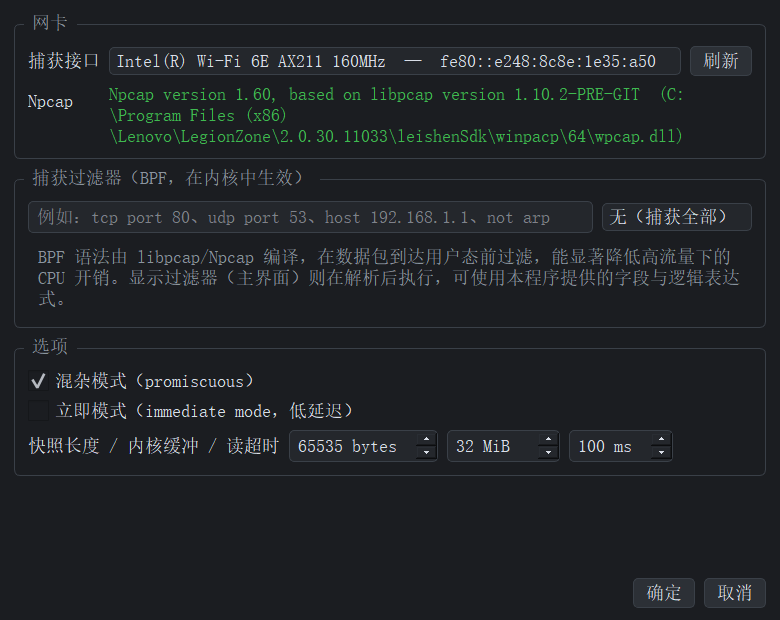 网卡
捕获接口 Intel(R) Wi-Fi 6E AX211 160MHz — fe80::e248:8c8e:1e35:a50 刷新
Npcap Npcap version 1.60, based on libpcap version 1.10.2-PRE-GIT (C:
\Program Files (x86)
\Lenovo\LegionZone\2.0.30.11033\leishenSdk\winpacp\64\wpcap.dll)
捕获过滤器（BPF，在内核中生效）
例如：tcp port 80、udp port 53、host 192.168.1.1、not arp 无（捕获全部）
BPF 语法由 libpcap/Npcap 编译，在数据包到达用户态前过滤，能显著降低高流量下的
CPU 开销。显示过滤器（主界面）则在解析后执行，可使用本程序提供的字段与逻辑表达
式。
选项
混杂模式（promiscuous）
立即模式（immediate mode，低延迟）
快照长度 / 内核缓冲 / 读超时 65535 bytes 32 MiB 100 ms
确定 取消